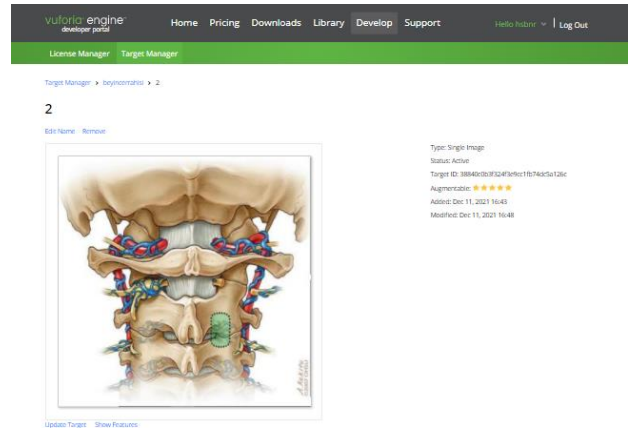 vuforia engine
developer portal
Home Pricing Downloads Library Develop Support
Hello hsbnr
Log Out
License Manager Target Manager
Target Manager > beyincerrahisi > 2
2
Edit Name Remove
Type: Single Image
Status: Active
Target ID:
Augmentable:
Added: Dec 11, 2021 16:43
Modified: Dec 11, 2021 16:48
Update Target Show Features